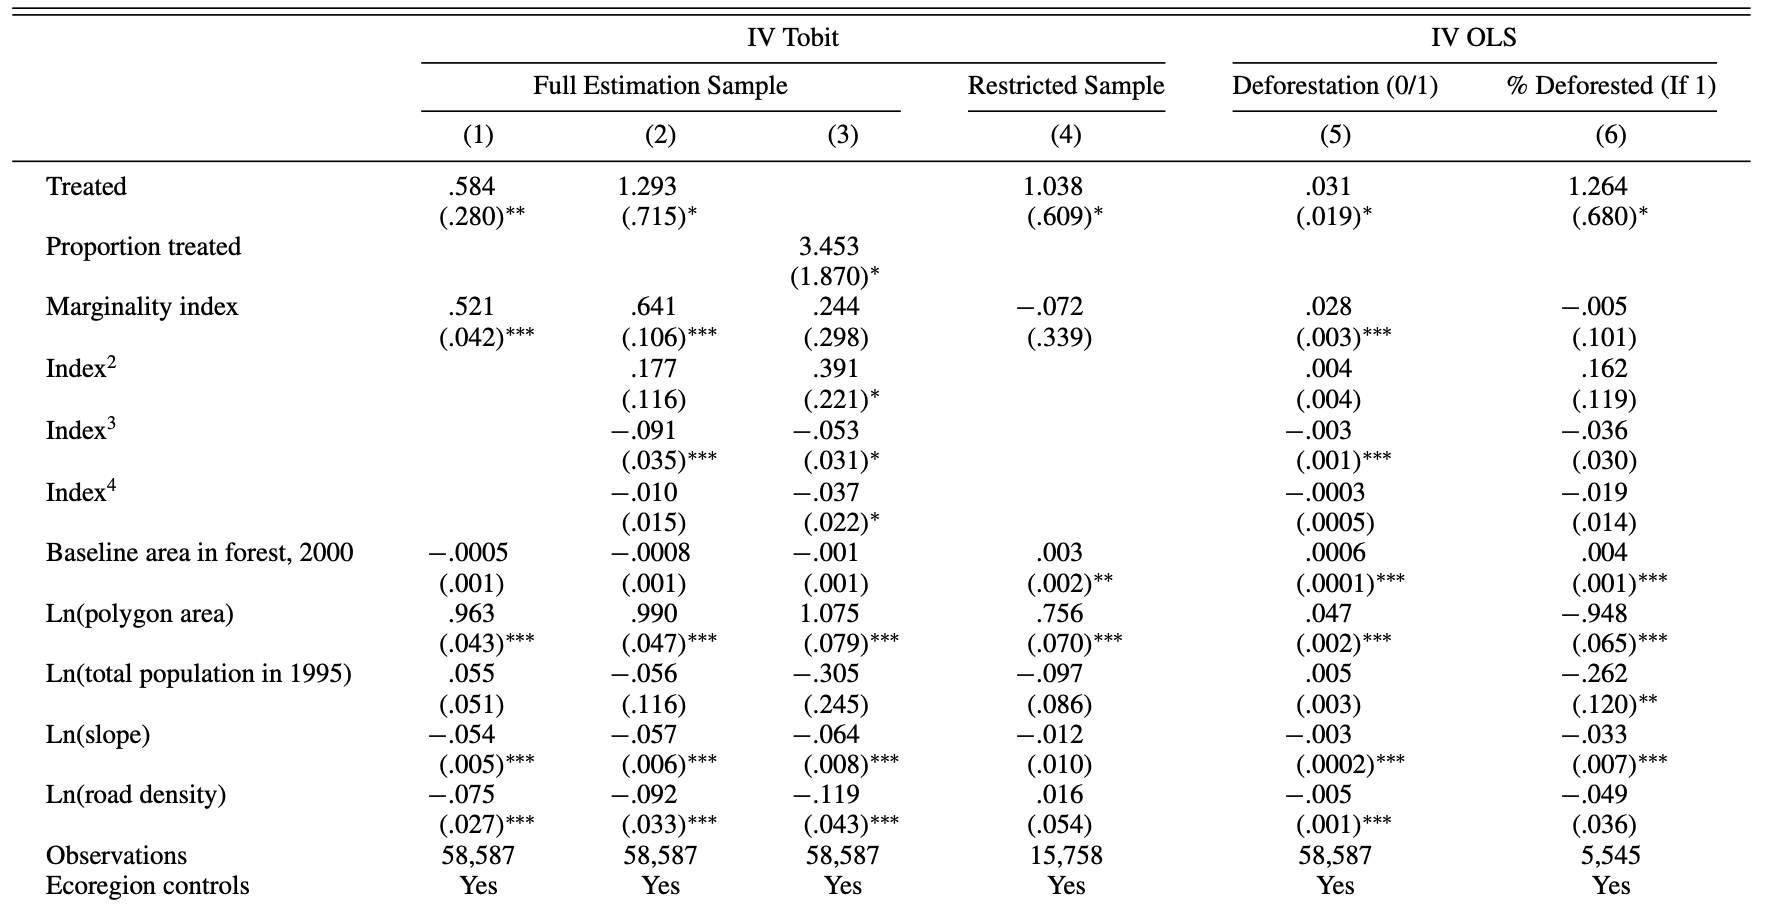 IV Tobit IV OLS
Full Estimation Sample Restricted Sample Deforestation (0/1) % Deforested (If 1)
(1) (2) (3) (4) (5) (6)
Treated .584 1.293 1.038 .031 1.264
(.280)** (.715)* (.609)* (.019)* (.680)*
Proportion treated 3.453
(1.870)*
Marginality index .521 .641 .244 −.072 .028 −.005
(.042)*** (.106)*** (.298) (.339) (.003)*** (.101)
Index² .177 .391 .004 .162
(.116) (.221)* (.004) (.119)
Index³ −.091 −.053 −.003 −.036
(.035)*** (.031)* (.001)*** (.030)
Index⁴ −.010 −.037 −.0003 −.019
(.015) (.022)* (.0005) (.014)
Baseline area in forest, 2000 −.0005 −.0008 −.001 .003 .0006 .004
(.001) (.001) (.001) (.002)** (.0001)*** (.001)***
Ln(polygon area) .963 .990 1.075 .756 .047 −.948
(.043)*** (.047)*** (.079)*** (.070)*** (.002)*** (.065)***
Ln(total population in 1995) .055 −.056 −.305 −.097 .005 −.262
(.051) (.116) (.245) (.086) (.003) (.120)**
Ln(slope) −.054 −.057 −.064 −.012 −.003 −.033
(.005)*** (.006)*** (.008)*** (.010) (.0002)*** (.007)***
Ln(road density) −.075 −.092 −.119 .016 −.005 −.049
(.027)*** (.033)*** (.043)*** (.054) (.001)*** (.036)
Observations 58,587 58,587 58,587 15,758 58,587 5,545
Ecoregion controls Yes Yes Yes Yes Yes Yes